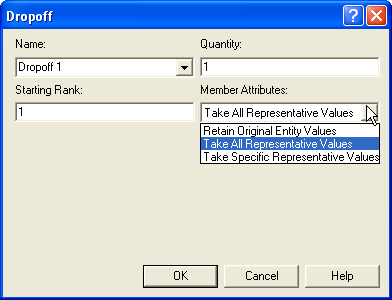 Dropoff
Name:
Quantity:
Dropoff 1
1
Starting Rank:
Member Attributes:
1
Take All Representative Values
Retain Original Entity Values
Take All Representative Values
Take Specific Representative Values
OK
Cancel
Help